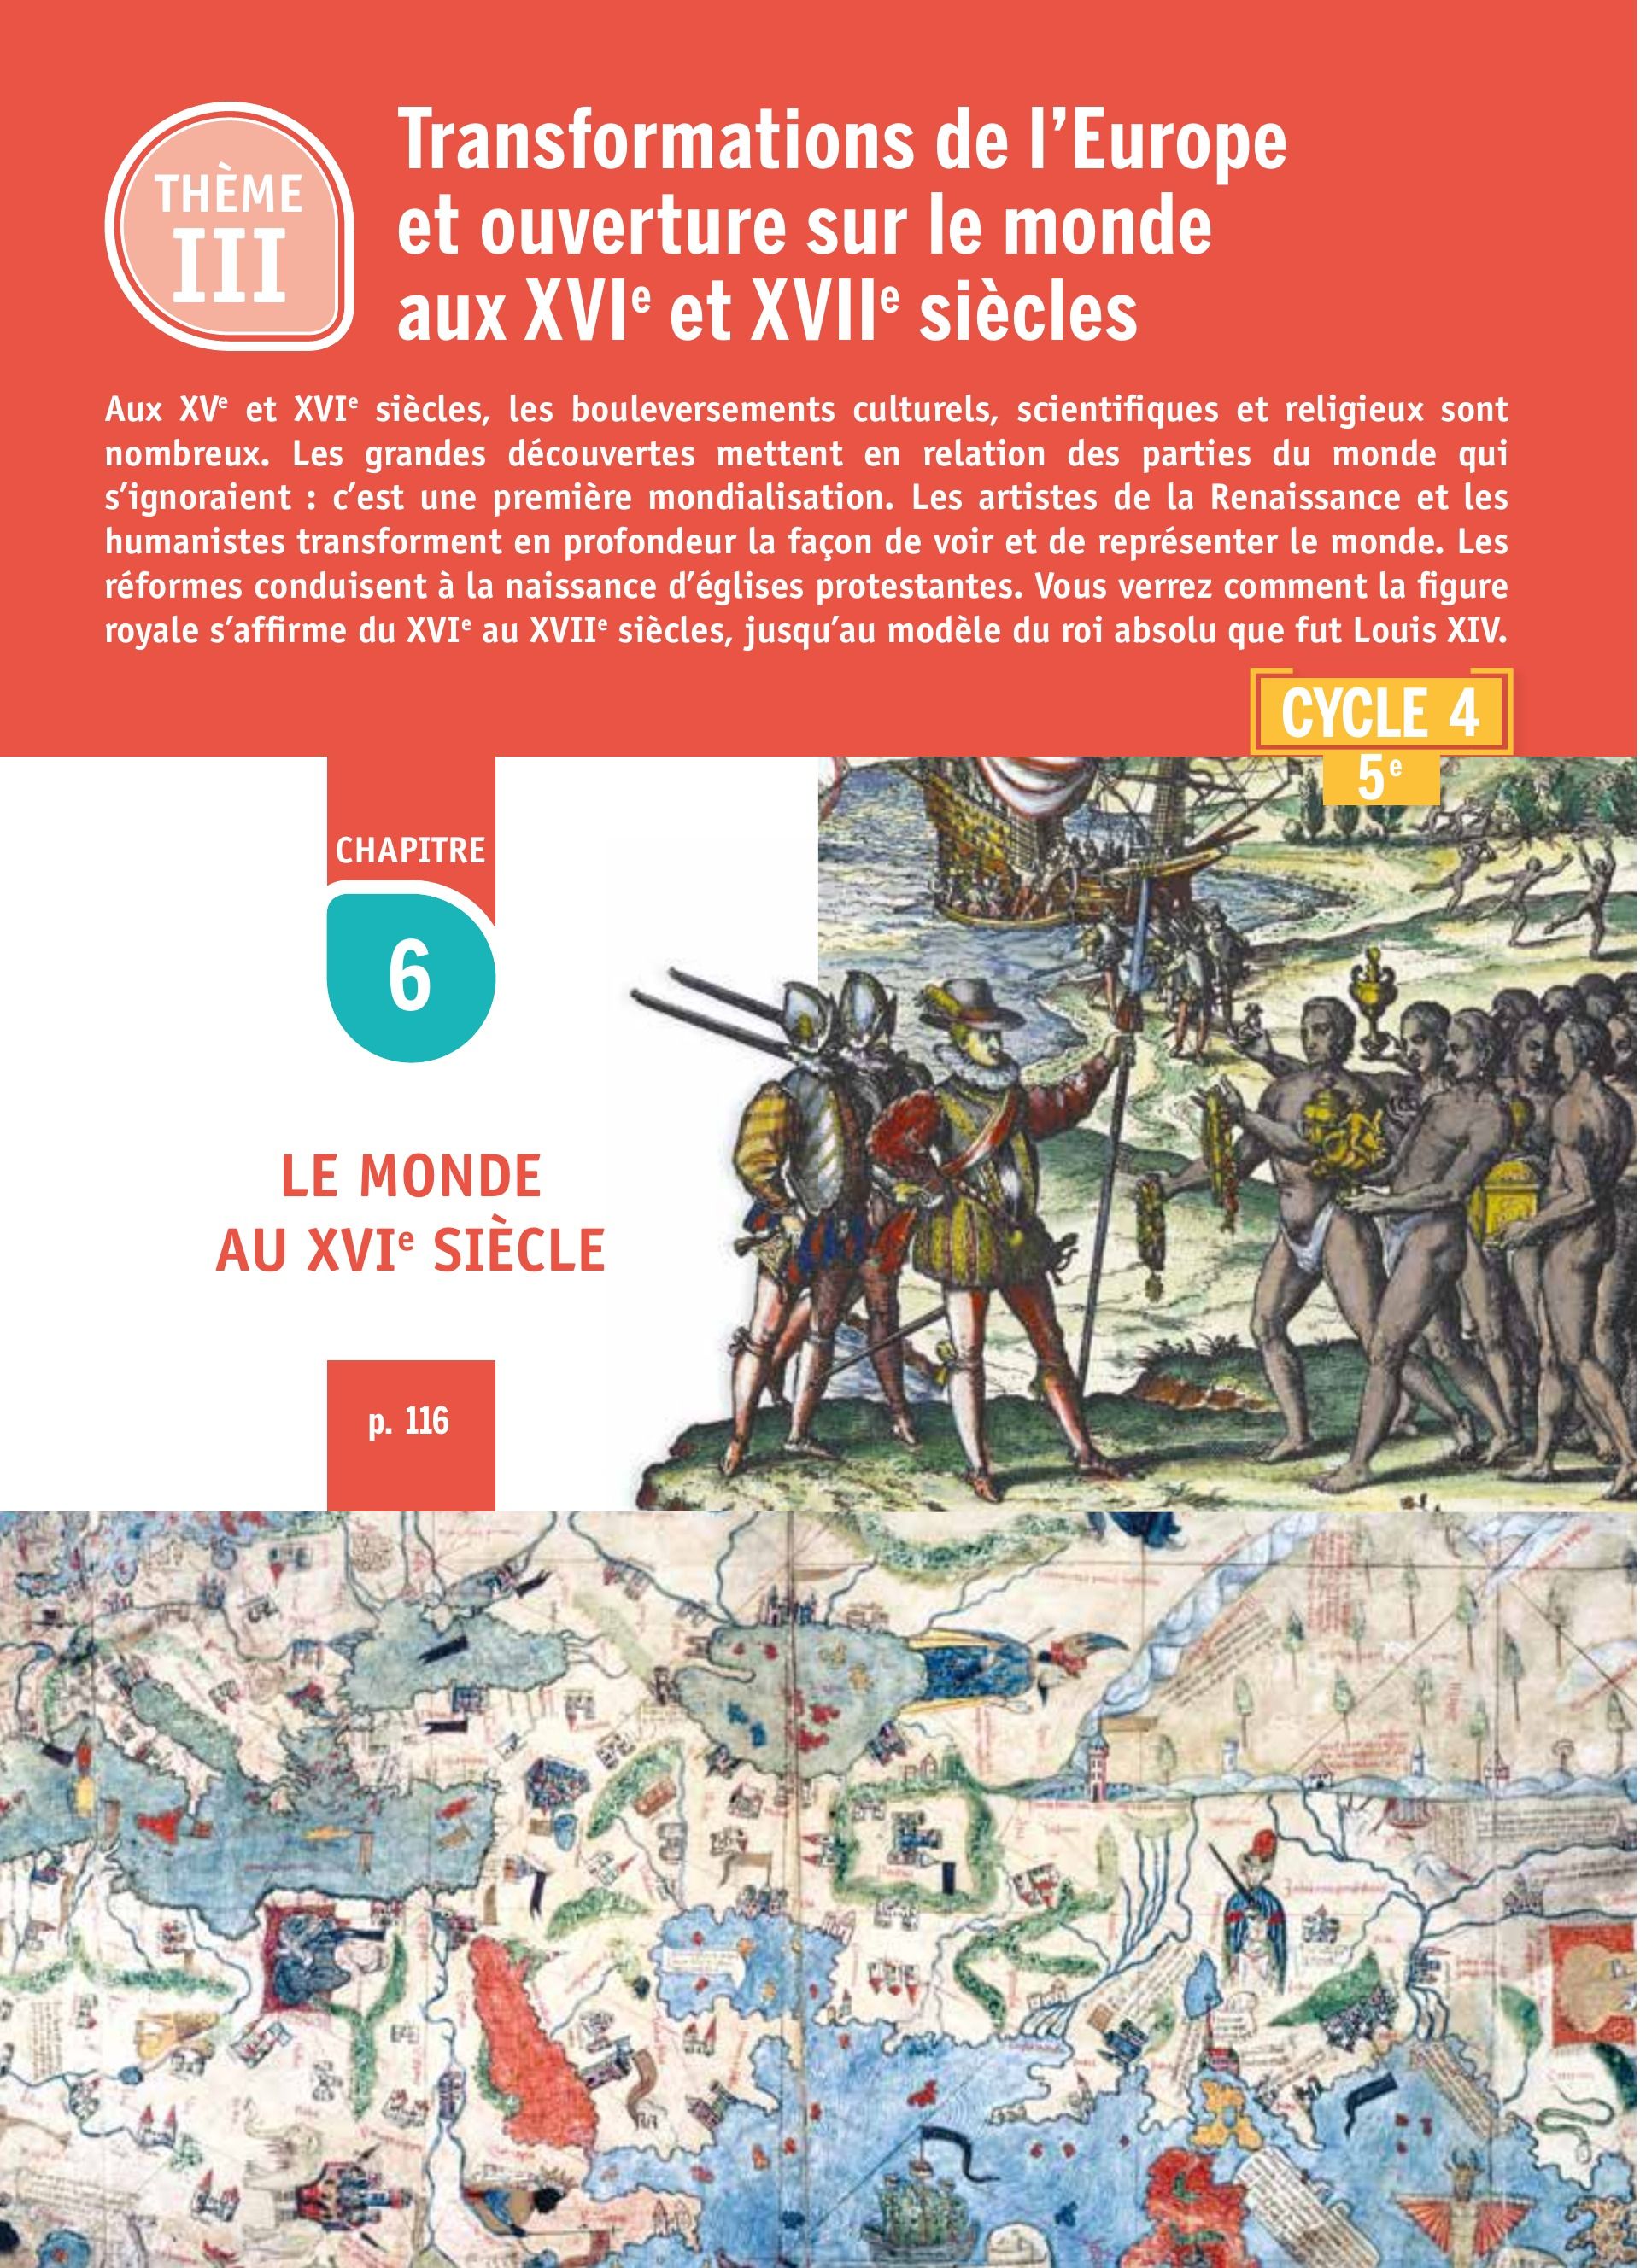 THÈME
III
Transformations de l’Europe
et ouverture sur le monde
aux XVIe et XVIIe siècles
Aux XVe et XVIe siècles, les bouleversements culturels, scientifiques et religieux sont
nombreux. Les grandes découvertes mettent en relation des parties du monde qui
s’ignoraient : c’est une première mondialisation. Les artistes de la Renaissance et les
humanistes transforment en profondeur la façon de voir et de représenter le monde. Les
réformes conduisent à la naissance d’églises protestantes. Vous verrez comment la figure
royale s’affirme du XVIe au XVIIe siècles, jusqu’au modèle du roi absolu que fut Louis XIV.
CYCLE 4
5e
CHAPITRE
6
LE MONDE
AU XVIe SIÈCLE
p. 116